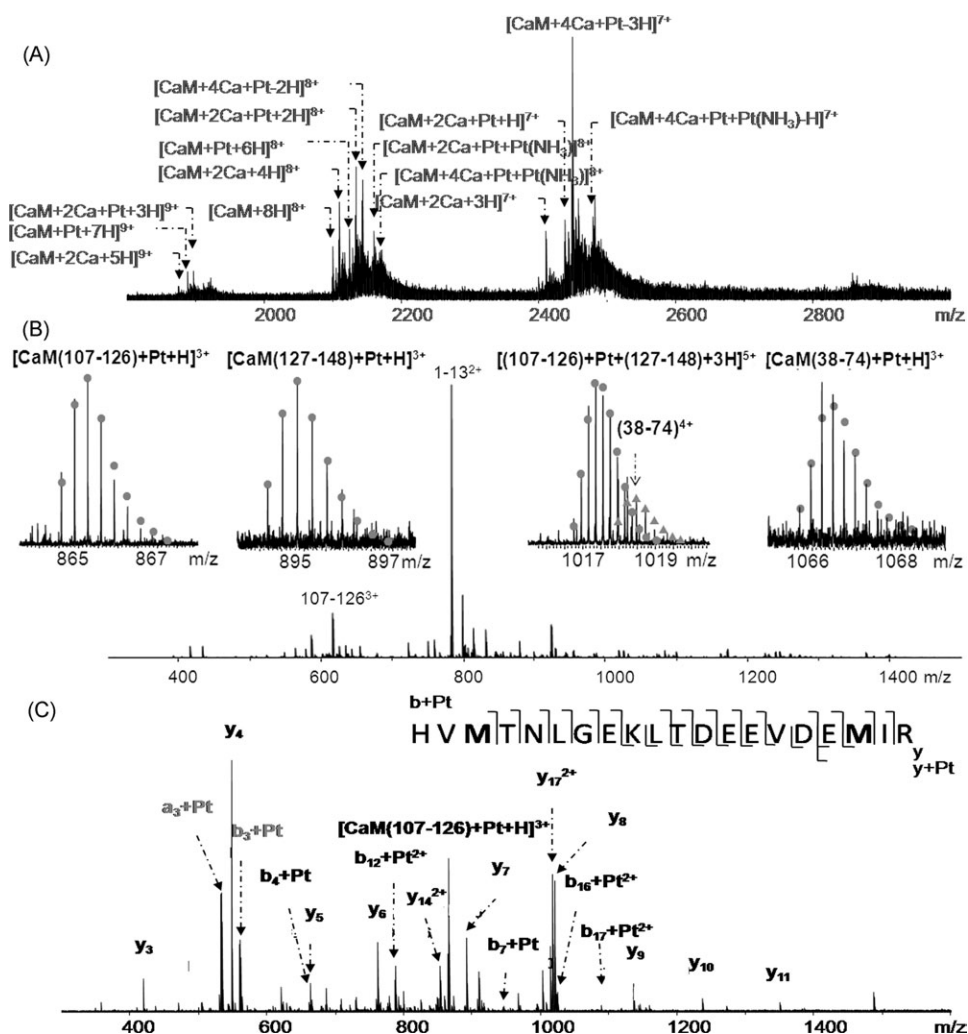 (A)
[CaM+4Ca+Pt-3H]⁷⁺
[CaM+4Ca+Pt-2H]⁸⁺
[CaM+2Ca+Pt+2H]⁸⁺
[CaM+2Ca+Pt+H]⁷⁺
[CaM+4Ca+Pt+Pt(NH₃)-H]⁷⁺
[CaM+Pt+6H]⁸⁺
[CaM+2Ca+Pt+Pt(NH₃)]⁸⁺
[CaM+2Ca+4H]⁸⁺
[CaM+4Ca+Pt+Pt(NH₃)]⁸⁺
[CaM+2Ca+3H]⁷⁺
[CaM+2Ca+Pt+3H]⁹⁺
[CaM+8H]⁸⁺
[CaM+Pt+7H]⁹⁺
[CaM+2Ca+5H]⁹⁺
2000 2200 2400 2600 2800 m/z
(B)
[CaM(107-126)+Pt+H]³⁺ [CaM(127-148)+Pt+H]³⁺ [(107-126)+Pt+(127-148)+3H]⁵⁺ [CaM(38-74)+Pt+H]³⁺
1-13²⁺
(38-74)⁴⁺
865 867 m/z 895 897 m/z 1017 1019 m/z 1066 1068 m/z
107-126³⁺
400 600 800 1000 1200 1400 m/z
(C)
b+Pt
H V M T N L G E K L T D E E V D E M I R
y
y+Pt
y₄
y₁₇²⁺
a₃+Pt
b₃+Pt
[CaM(107-126)+Pt+H]³⁺
y₈
b₄+Pt
b₁₂+Pt²⁺
y₇
b₁₆+Pt²⁺
y₃
y₅
y₆
y₁₄²⁺
b₇+Pt
b₁₇+Pt²⁺
y₉
y₁₀
y₁₁
400 600 800 1000 1200 1400 m/z